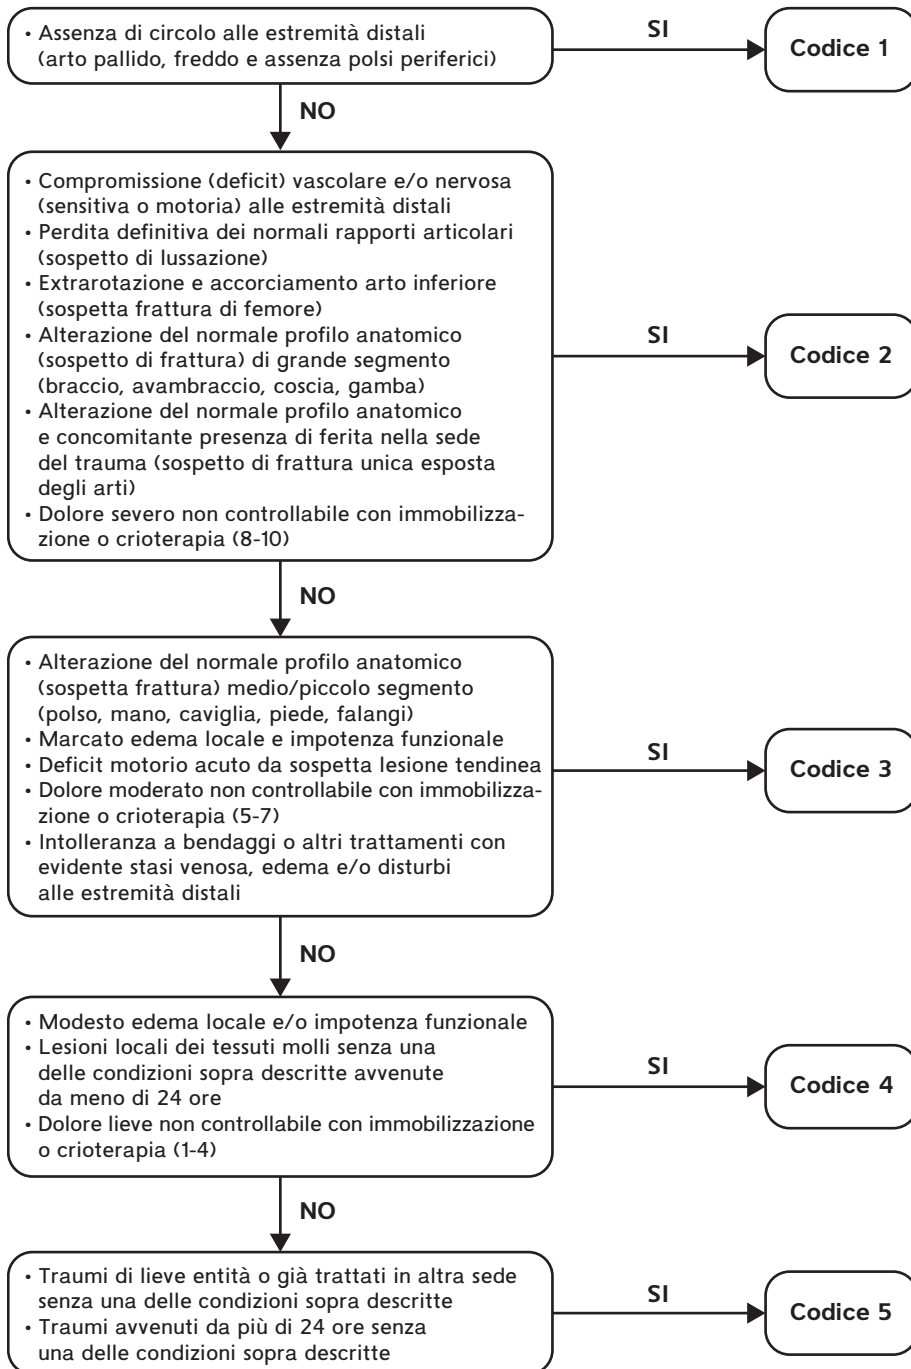 • Assenza di circolo alle estremità distali
(arto pallido, freddo e assenza polsi periferici)
SI
Codice 1
NO
• Compromissione (deficit) vascolare e/o nervosa
(sensitiva o motoria) alle estremità distali
• Perdita definitiva dei normali rapporti articolari
(sospetto di lussazione)
• Extrarotazione e accorciamento arto inferiore
(sospetta frattura di femore)
• Alterazione del normale profilo anatomico
(sospetto di frattura) di grande segmento
(braccio, avambraccio, coscia, gamba)
• Alterazione del normale profilo anatomico
e concomitante presenza di ferita nella sede
del trauma (sospetto di frattura unica esposta
degli arti)
• Dolore severo non controllabile con immobilizza-
zione o crioterapia (8-10)
SI
Codice 2
NO
• Alterazione del normale profilo anatomico
(sospetta frattura) medio/piccolo segmento
(polso, mano, caviglia, piede, falangi)
• Marcato edema locale e impotenza funzionale
• Deficit motorio acuto da sospetta lesione tendinea
• Dolore moderato non controllabile con immobilizza-
zione o crioterapia (5-7)
• Intolleranza a bendaggi o altri trattamenti con
evidente stasi venosa, edema e/o disturbi
alle estremità distali
SI
Codice 3
NO
• Modesto edema locale e/o impotenza funzionale
• Lesioni locali dei tessuti molli senza una
delle condizioni sopra descritte avvenute
da meno di 24 ore
• Dolore lieve non controllabile con immobilizzazione
o crioterapia (1-4)
SI
Codice 4
NO
• Traumi di lieve entità o già trattati in altra sede
senza una delle condizioni sopra descritte
• Traumi avvenuti da più di 24 ore senza
una delle condizioni sopra descritte
SI
Codice 5